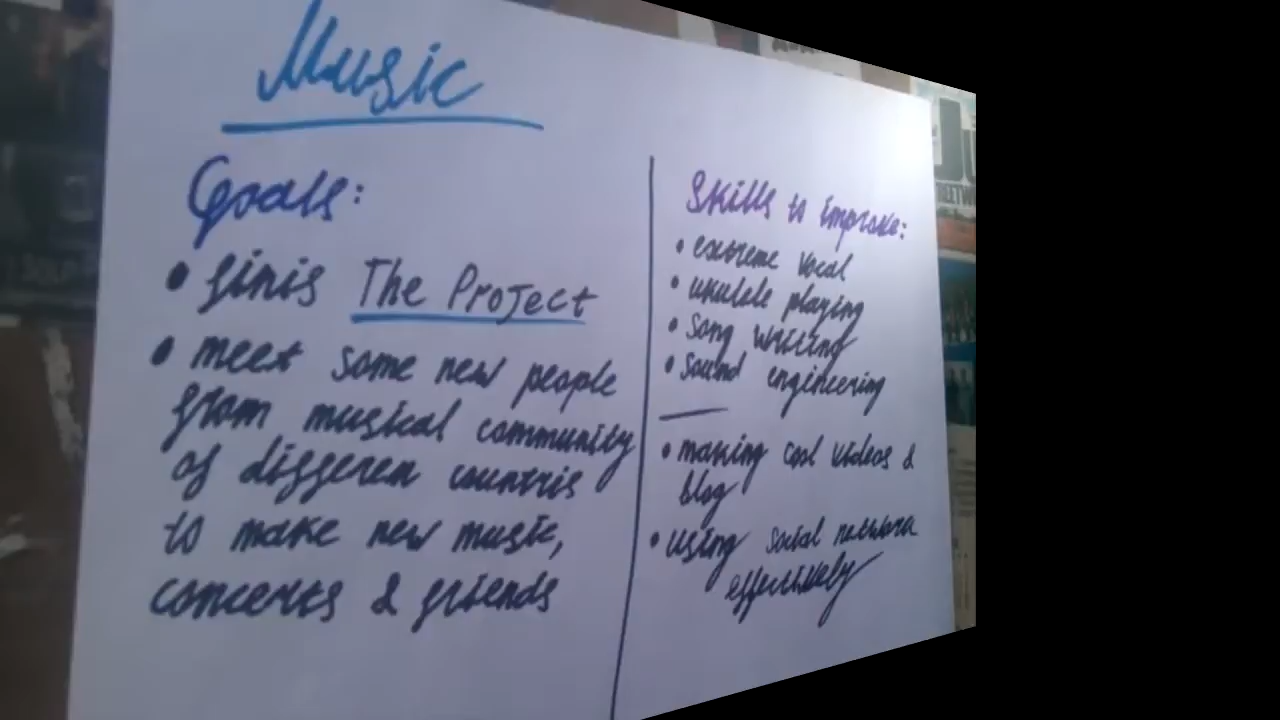 Music
Goals:
• finis The Project
• meet some new people
from musical community
of differen countris
to make new music,
concerts & friends
Skills to improve:
• extreme vocal
• ukulele playing
• song writing
• sound engineering
• making cool videos &
blog
• using social network
effectively